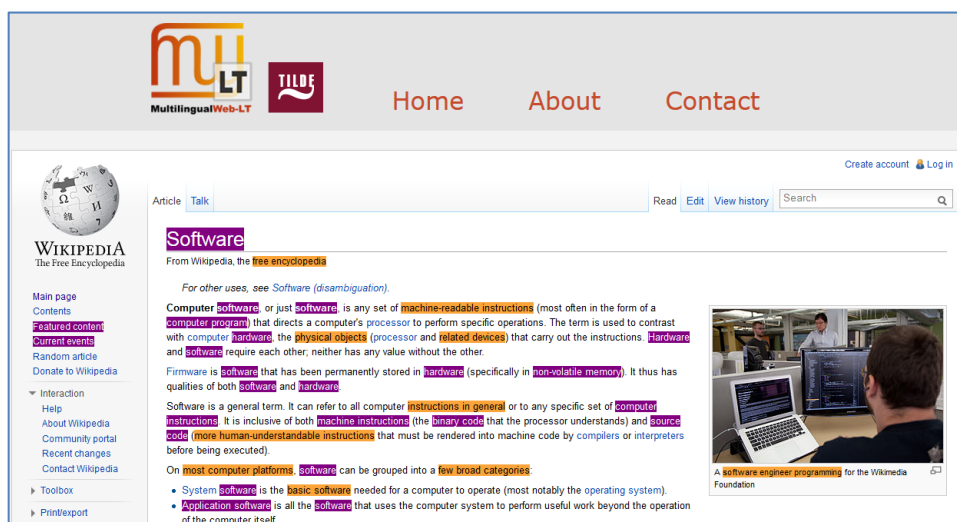 mu
LT
MultilingualWeb-LT
TILDE
Home About Contact
Create account Log in
WIKIPEDIA
The Free Encyclopedia
Main page
Contents
Featured content
Current events
Random article
Donate to Wikipedia
Interaction
Help
About Wikipedia
Community portal
Recent changes
Contact Wikipedia
Toolbox
Print/export
Article Talk
Read Edit View history Search
Software
From Wikipedia, the free encyclopedia
For other uses, see Software (disambiguation).
Computer software, or just software, is any set of machine-readable instructions (most often in the form of a
computer program) that directs a computer's processor to perform specific operations. The term is used to contrast
with computer hardware, the physical objects (processor and related devices) that carry out the instructions. Hardware
and software require each other; neither has any value without the other.
Firmware is software that has been permanently stored in hardware (specifically in non-volatile memory). It thus has
qualities of both software and hardware.
Software is a general term. It can refer to all computer instructions in general or to any specific set of computer
instructions. It is inclusive of both machine instructions (the binary code that the processor understands) and source
code (more human-understandable instructions that must be rendered into machine code by compilers or interpreters
before being executed).
On most computer platforms, software can be grouped into a few broad categories:
• System software is the basic software needed for a computer to operate (most notably the operating system).
• Application software is all the software that uses the computer system to perform useful work beyond the operation
of the computer itself
A software engineer programming for the Wikimedia
Foundation